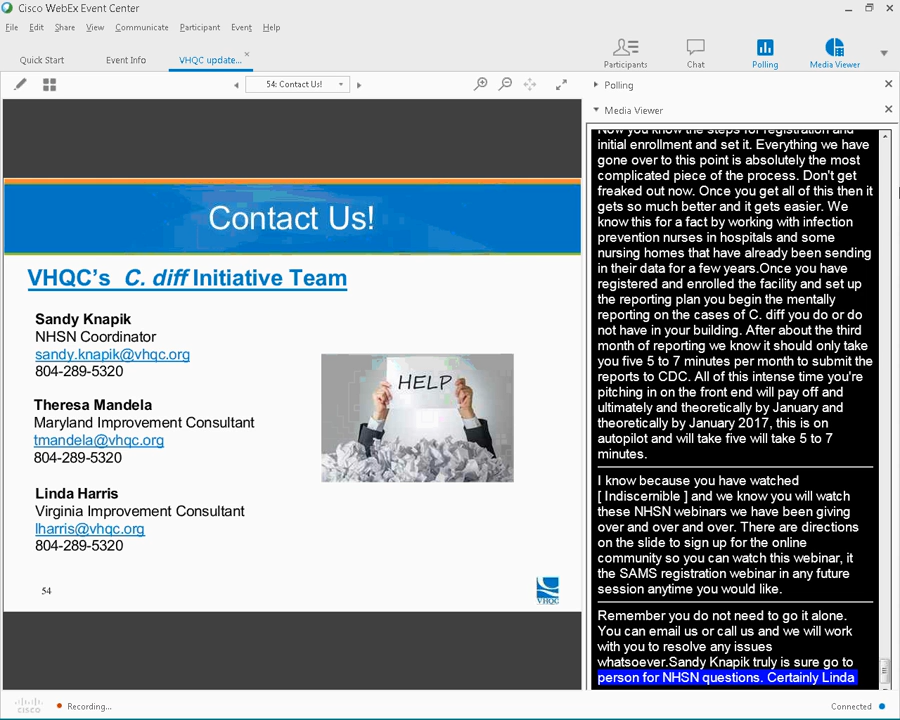 Cisco WebEx Event Center
File Edit Share View Communicate Participant Event Help
Quick Start Event Info VHQC update...
Participants Chat Polling Media Viewer
54: Contact Us!
Contact Us!
VHQC's C. diff Initiative Team
Sandy Knapik
NHSN Coordinator
sandy.knapik@vhqc.org
804-289-5320
Theresa Mandela
Maryland Improvement Consultant
tmandela@vhqc.org
804-289-5320
Linda Harris
Virginia Improvement Consultant
lharris@vhqc.org
804-289-5320
HELP
54
VHQC
Polling
Media Viewer
Now you know the steps for registration and
initial enrollment and set it. Everything we have
gone over to this point is absolutely the most
complicated piece of the process. Don't get
freaked out now. Once you get all of this then it
gets so much better and it gets easier. We
know this for a fact by working with infection
prevention nurses in hospitals and some
nursing homes that have already been sending
in their data for a few years.Once you have
registered and enrolled the facility and set up
the reporting plan you begin the mentally
reporting on the cases of C. diff you do or do
not have in your building. After about the third
month of reporting we know it should only take
you five 5 to 7 minutes per month to submit the
reports to CDC. All of this intense time you're
pitching in on the front end will pay off and
ultimately and theoretically by January and
theoretically by January 2017, this is on
autopilot and will take five will take 5 to 7
minutes.
I know because you have watched
[ Indiscernible ] and we know you will watch
these NHSN webinars we have been giving
over and over and over. There are directions
on the slide to sign up for the online
community so you can watch this webinar, it
the SAMS registration webinar in any future
session anytime you would like.
Remember you do not need to go it alone.
You can email us or call us and we will work
with you to resolve any issues
whatsoever.Sandy Knapik truly is sure go to
person for NHSN questions. Certainly Linda
cisco
Recording...
Connected